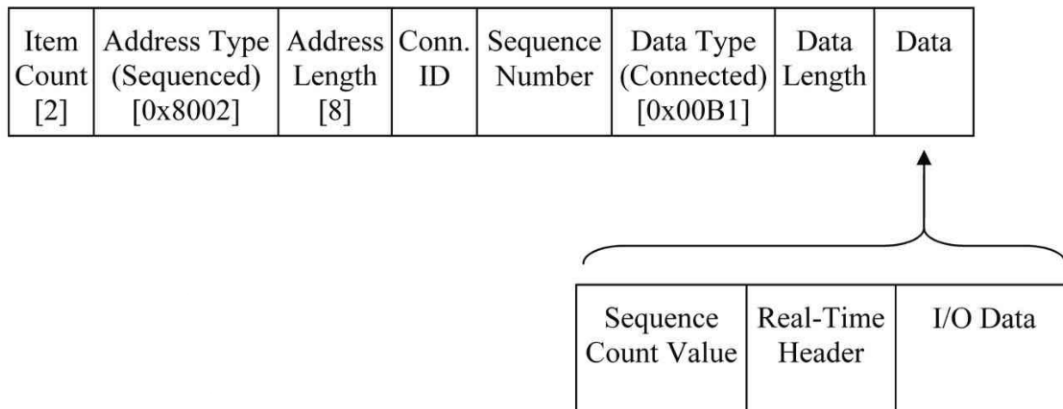 Item Address Type Address Conn. Sequence Data Type Data Data
Count (Sequenced) Length ID Number (Connected) Length
[2] [0x8002] [8] [0x00B1]
Sequence Real-Time I/O Data
Count Value Header